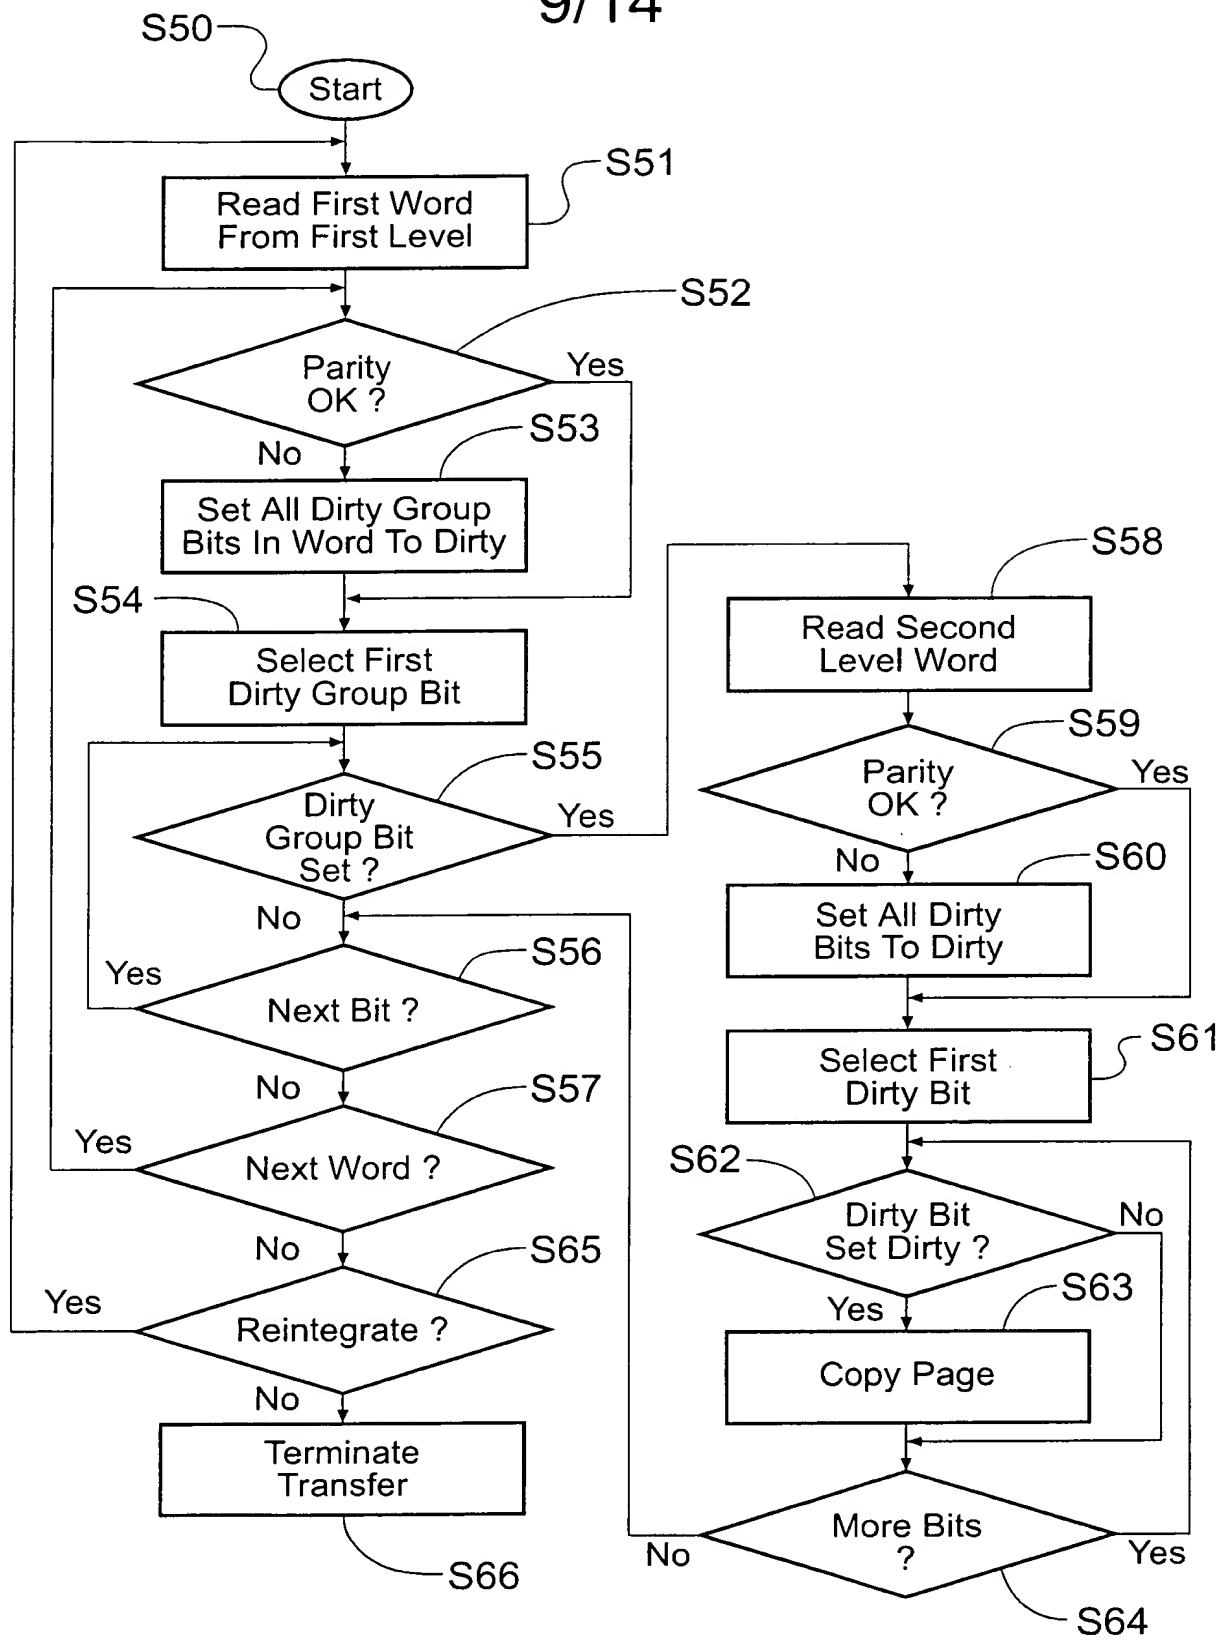 9/14
S50
Start
S51
Read First Word
From First Level
S52
Parity
OK ?
Yes
No
S53
Set All Dirty Group
Bits In Word To Dirty
S54
Select First
Dirty Group Bit
S55
Dirty
Group Bit
Set ?
Yes
No
S56
Next Bit ?
Yes
No
S57
Next Word ?
Yes
No
S65
Reintegrate ?
Yes
No
Terminate
Transfer
S66
S58
Read Second
Level Word
S59
Parity
OK ?
Yes
No
S60
Set All Dirty
Bits To Dirty
S61
Select First
Dirty Bit
S62
Dirty Bit
Set Dirty ?
No
Yes
S63
Copy Page
More Bits
?
No
Yes
S64